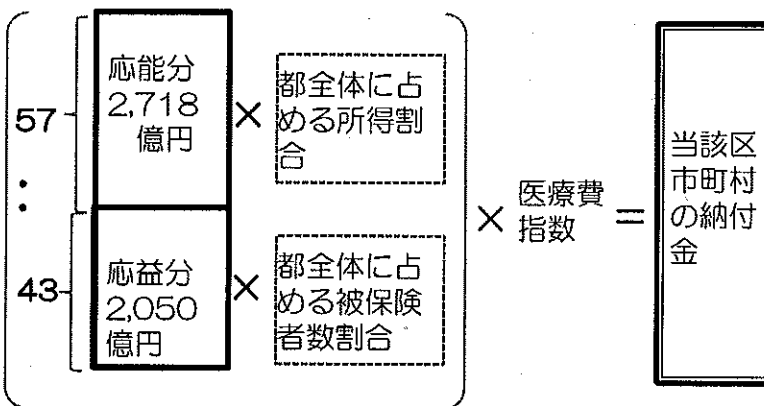 57
:
43
応能分
2,718
億円
×
都全体に占
める所得割
合
応益分
2,050
億円
×
都全体に占
める被保険
者数割合
×
医療費
指数
=
当該区
市町村
の納付
金